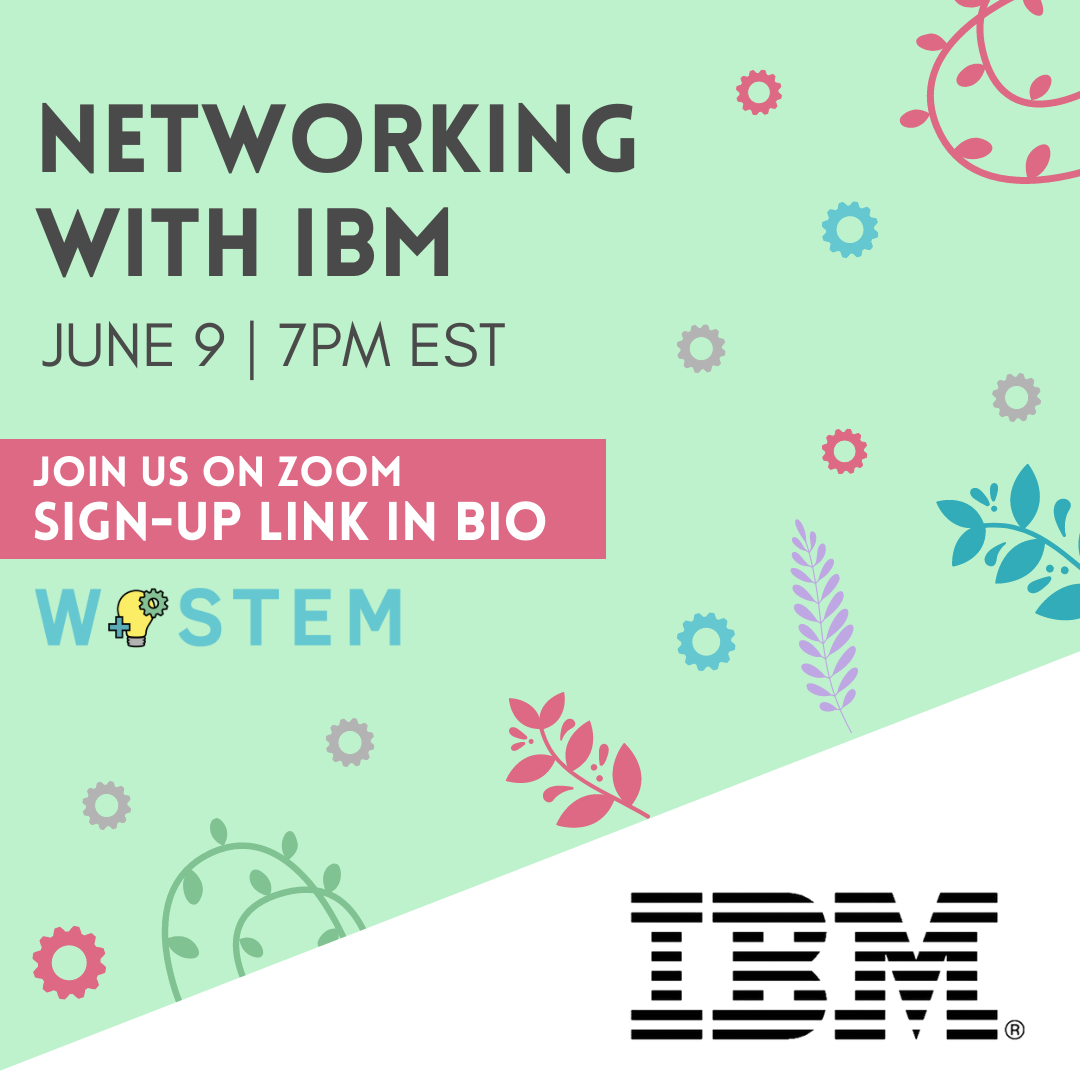 NETWORKING
WITH IBM
JUNE 9 | 7PM EST
JOIN US ON ZOOM
SIGN-UP LINK IN BIO
W STEM
IBM®